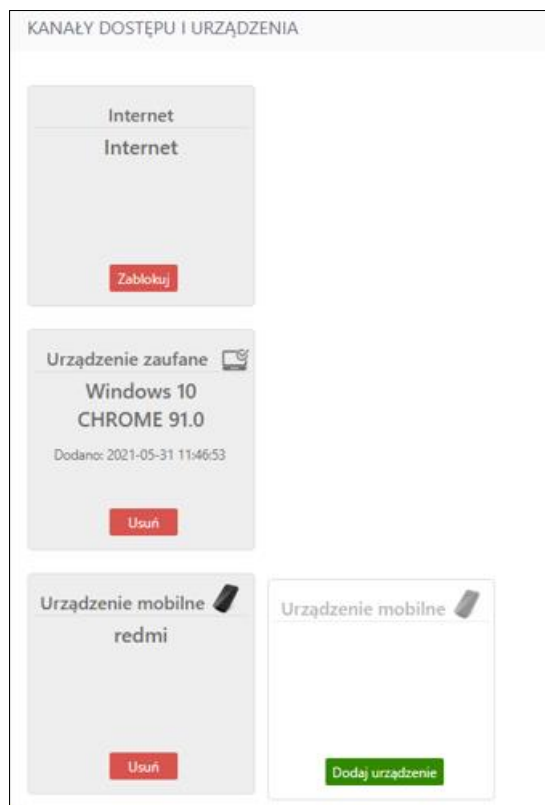 KANAŁY DOSTĘPU I URZĄDZENIA
Internet
Internet
Zablokuj
Urządzenie zaufane
Windows 10
CHROME 91.0
Dodano: 2021-05-31 11:46:53
Usuń
Urządzenie mobilne
redmi
Usuń
Urządzenie mobilne
Dodaj urządzenie